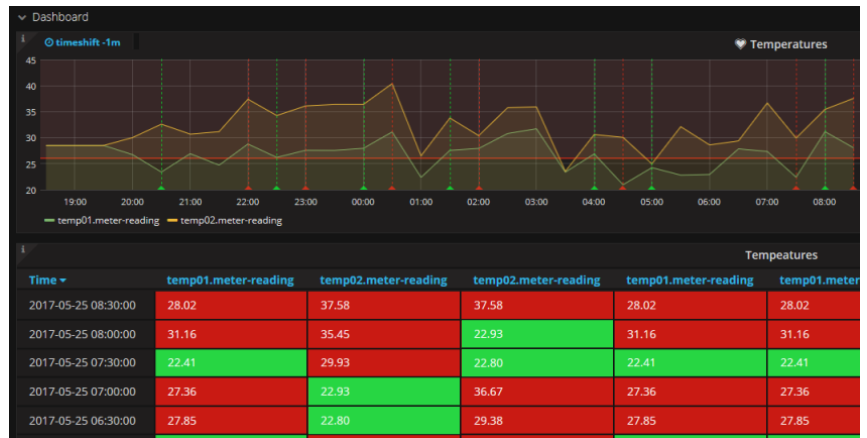 Dashboard
i timeshift -1m Temperatures
45
40
35
30
25
20
19:00 20:00 21:00 22:00 23:00 00:00 01:00 02:00 03:00 04:00 05:00 06:00 07:00 08:00
temp01.meter-reading temp02.meter-reading
i Tempeatures
Time temp01.meter-reading temp02.meter-reading temp02.meter-reading temp01.meter-reading temp01.meter
2017-05-25 08:30:00 28.02 37.58 37.58 28.02 28.02
2017-05-25 08:00:00 31.16 35.45 22.93 31.16 31.16
2017-05-25 07:30:00 22.41 29.93 22.80 22.41 22.41
2017-05-25 07:00:00 27.36 22.93 36.67 27.36 27.36
2017-05-25 06:30:00 27.85 22.80 29.38 27.85 27.85